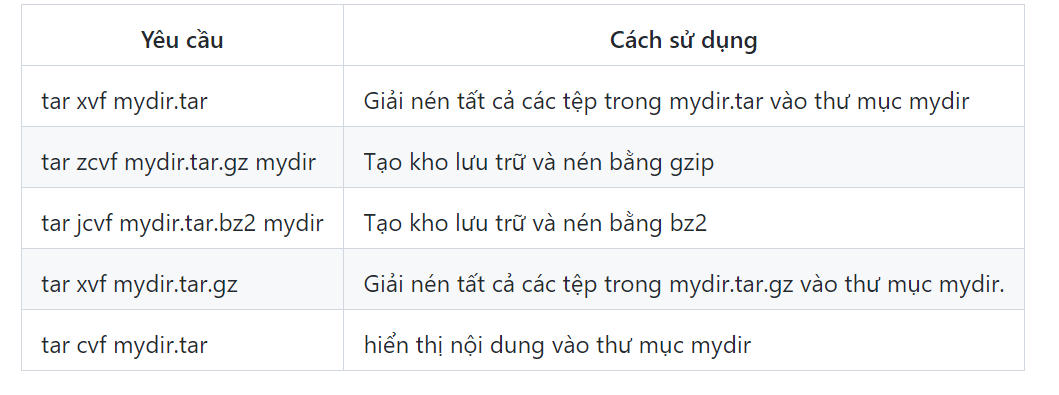 Yêu cầu Cách sử dụng
tar xvf mydir.tar Giải nén tất cả các tệp trong mydir.tar vào thư mục mydir
tar zcvf mydir.tar.gz mydir Tạo kho lưu trữ và nén bằng gzip
tar jcvf mydir.tar.bz2 mydir Tạo kho lưu trữ và nén bằng bz2
tar xvf mydir.tar.gz Giải nén tất cả các tệp trong mydir.tar.gz vào thư mục mydir.
tar cvf mydir.tar hiển thị nội dung vào thư mục mydir